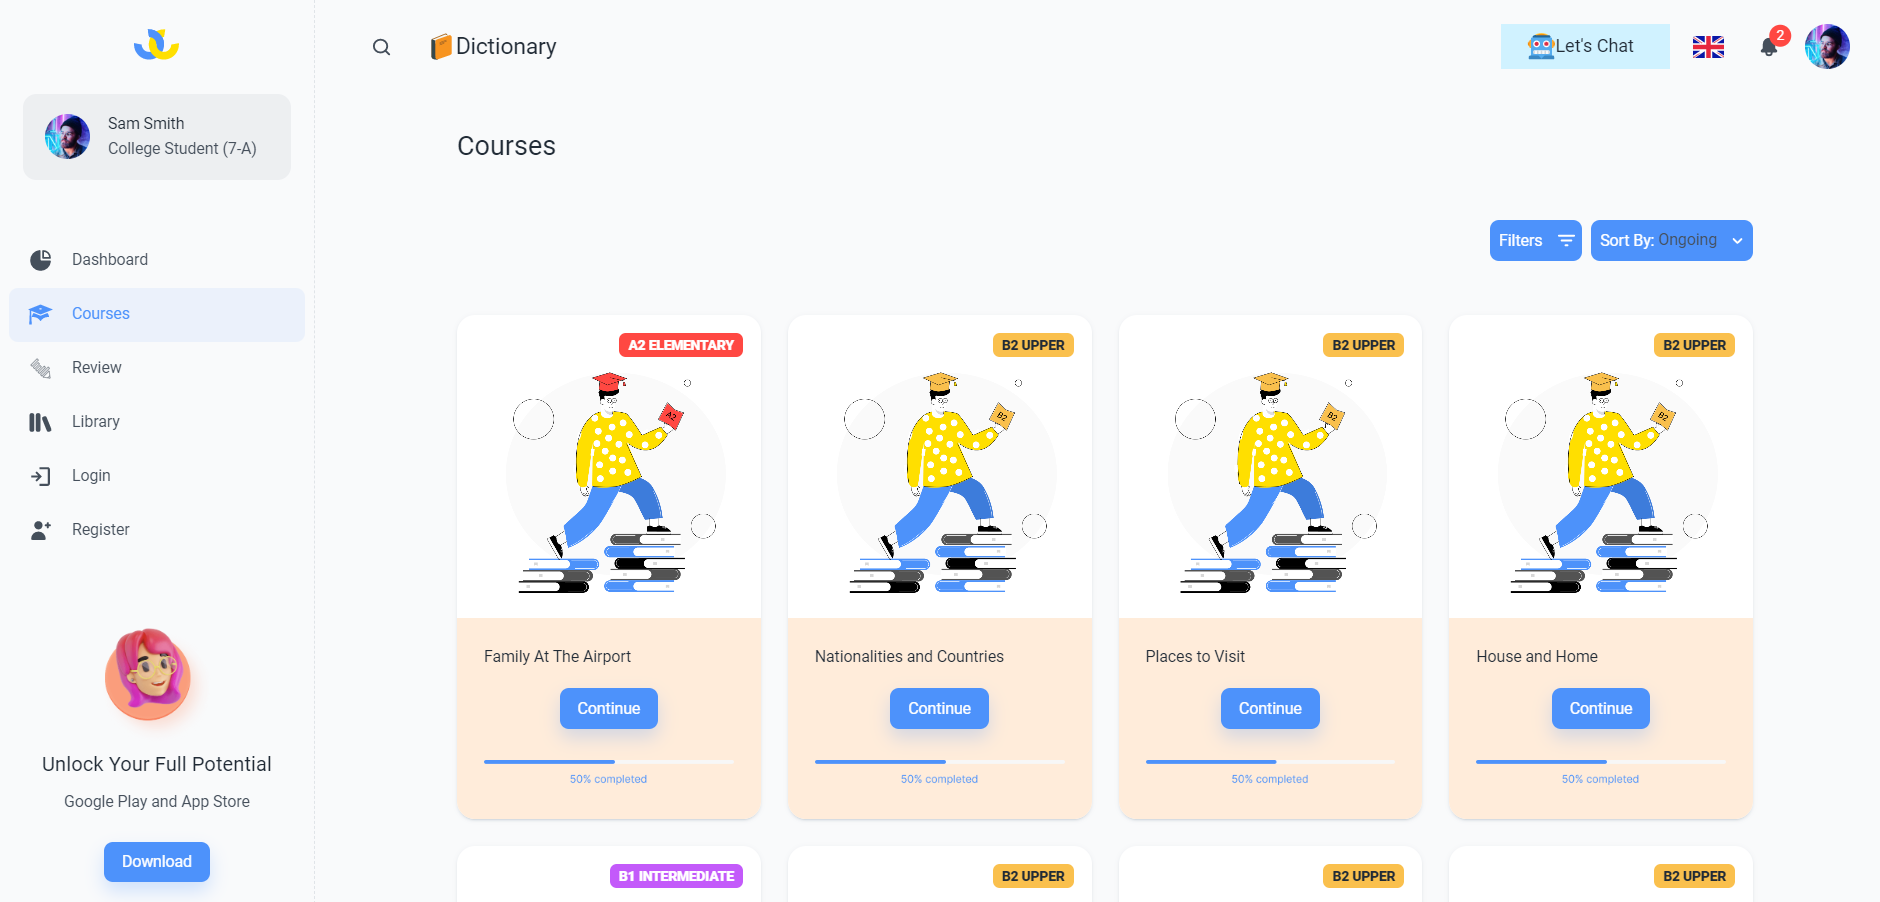 Dictionary
Let's Chat
2
Sam Smith
College Student (7-A)
Courses
Filters
Sort By: Ongoing
Dashboard
Courses
Review
Library
Login
Register
A2 ELEMENTARY
A2
Family At The Airport
Continue
50% completed
B2 UPPER
B2
Nationalities and Countries
Continue
50% completed
B2 UPPER
B2
Places to Visit
Continue
50% completed
B2 UPPER
B2
House and Home
Continue
50% completed
Unlock Your Full Potential
Google Play and App Store
Download
B1 INTERMEDIATE
B2 UPPER
B2 UPPER
B2 UPPER